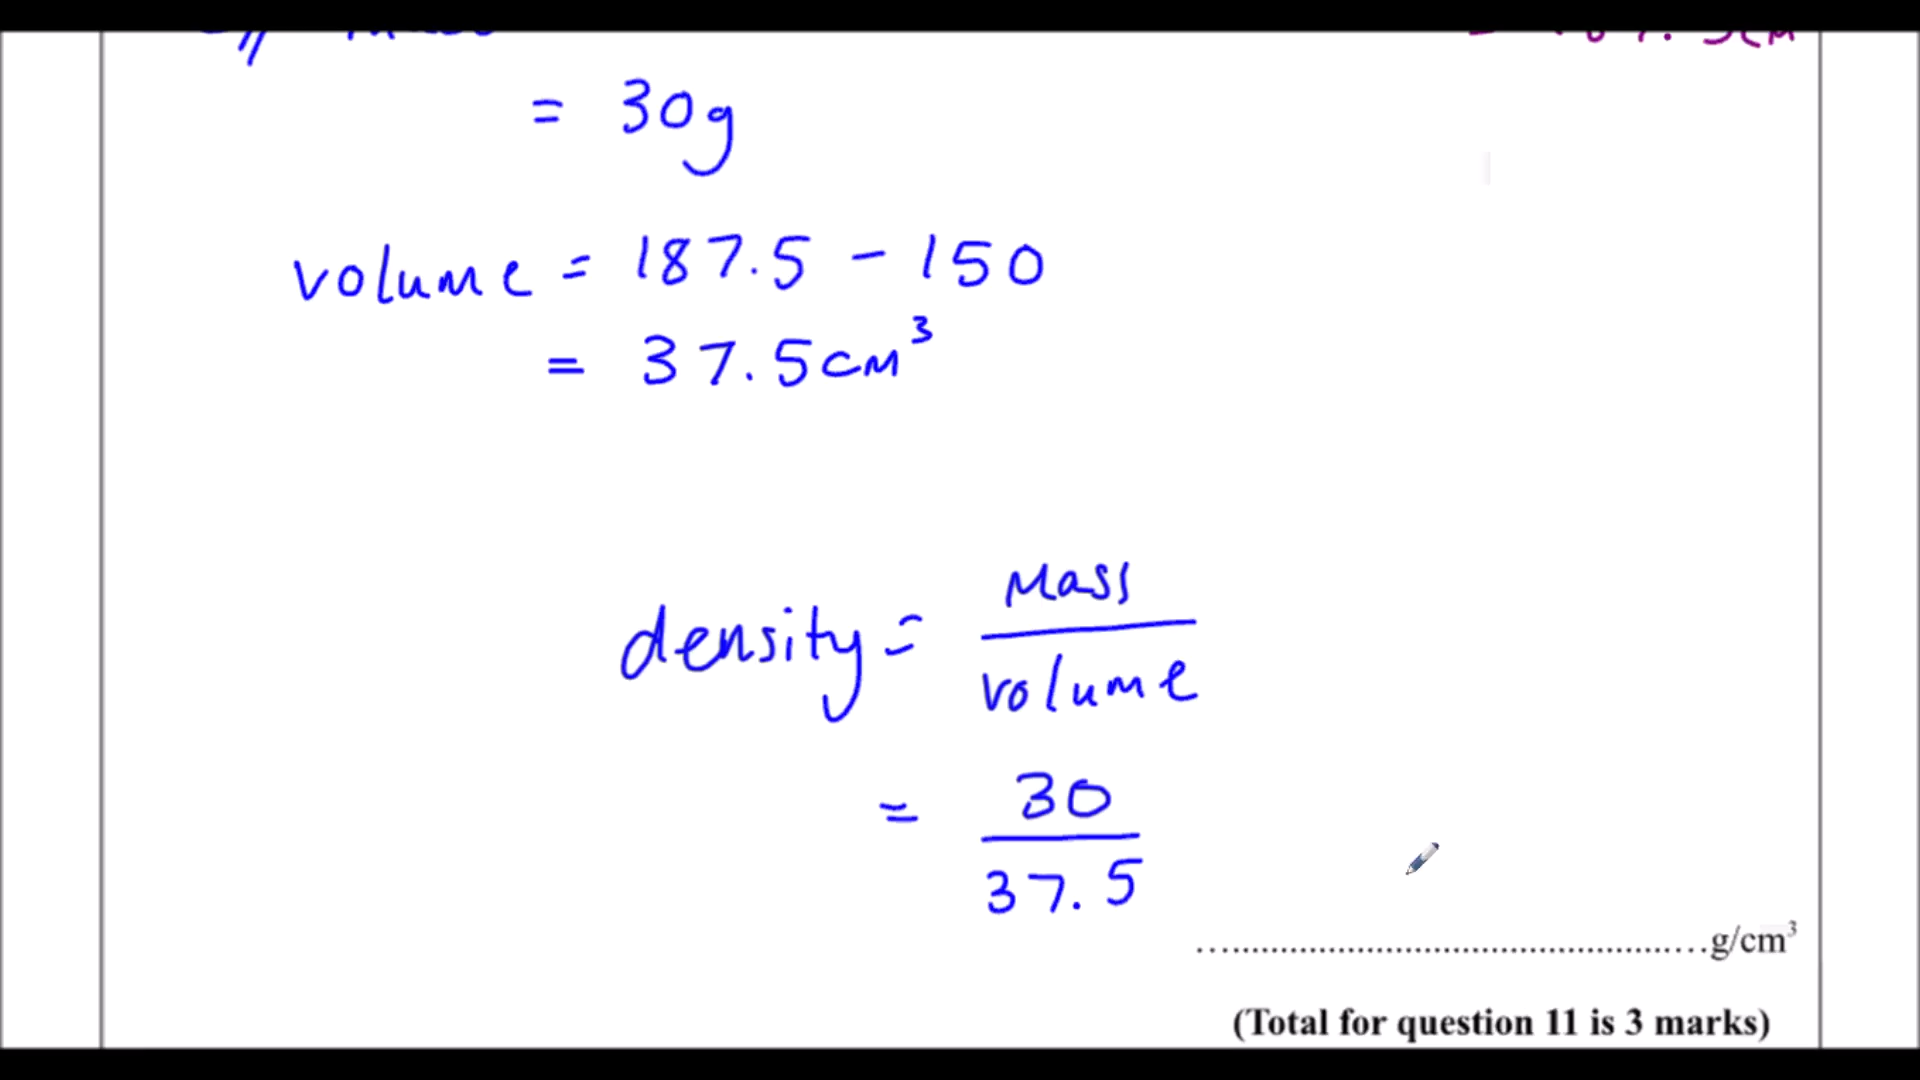 = 30g
volume = 187.5 - 150
= 37.5cm³
density = Mass
volume
= 30
37.5
....................................................g/cm³
(Total for question 11 is 3 marks)